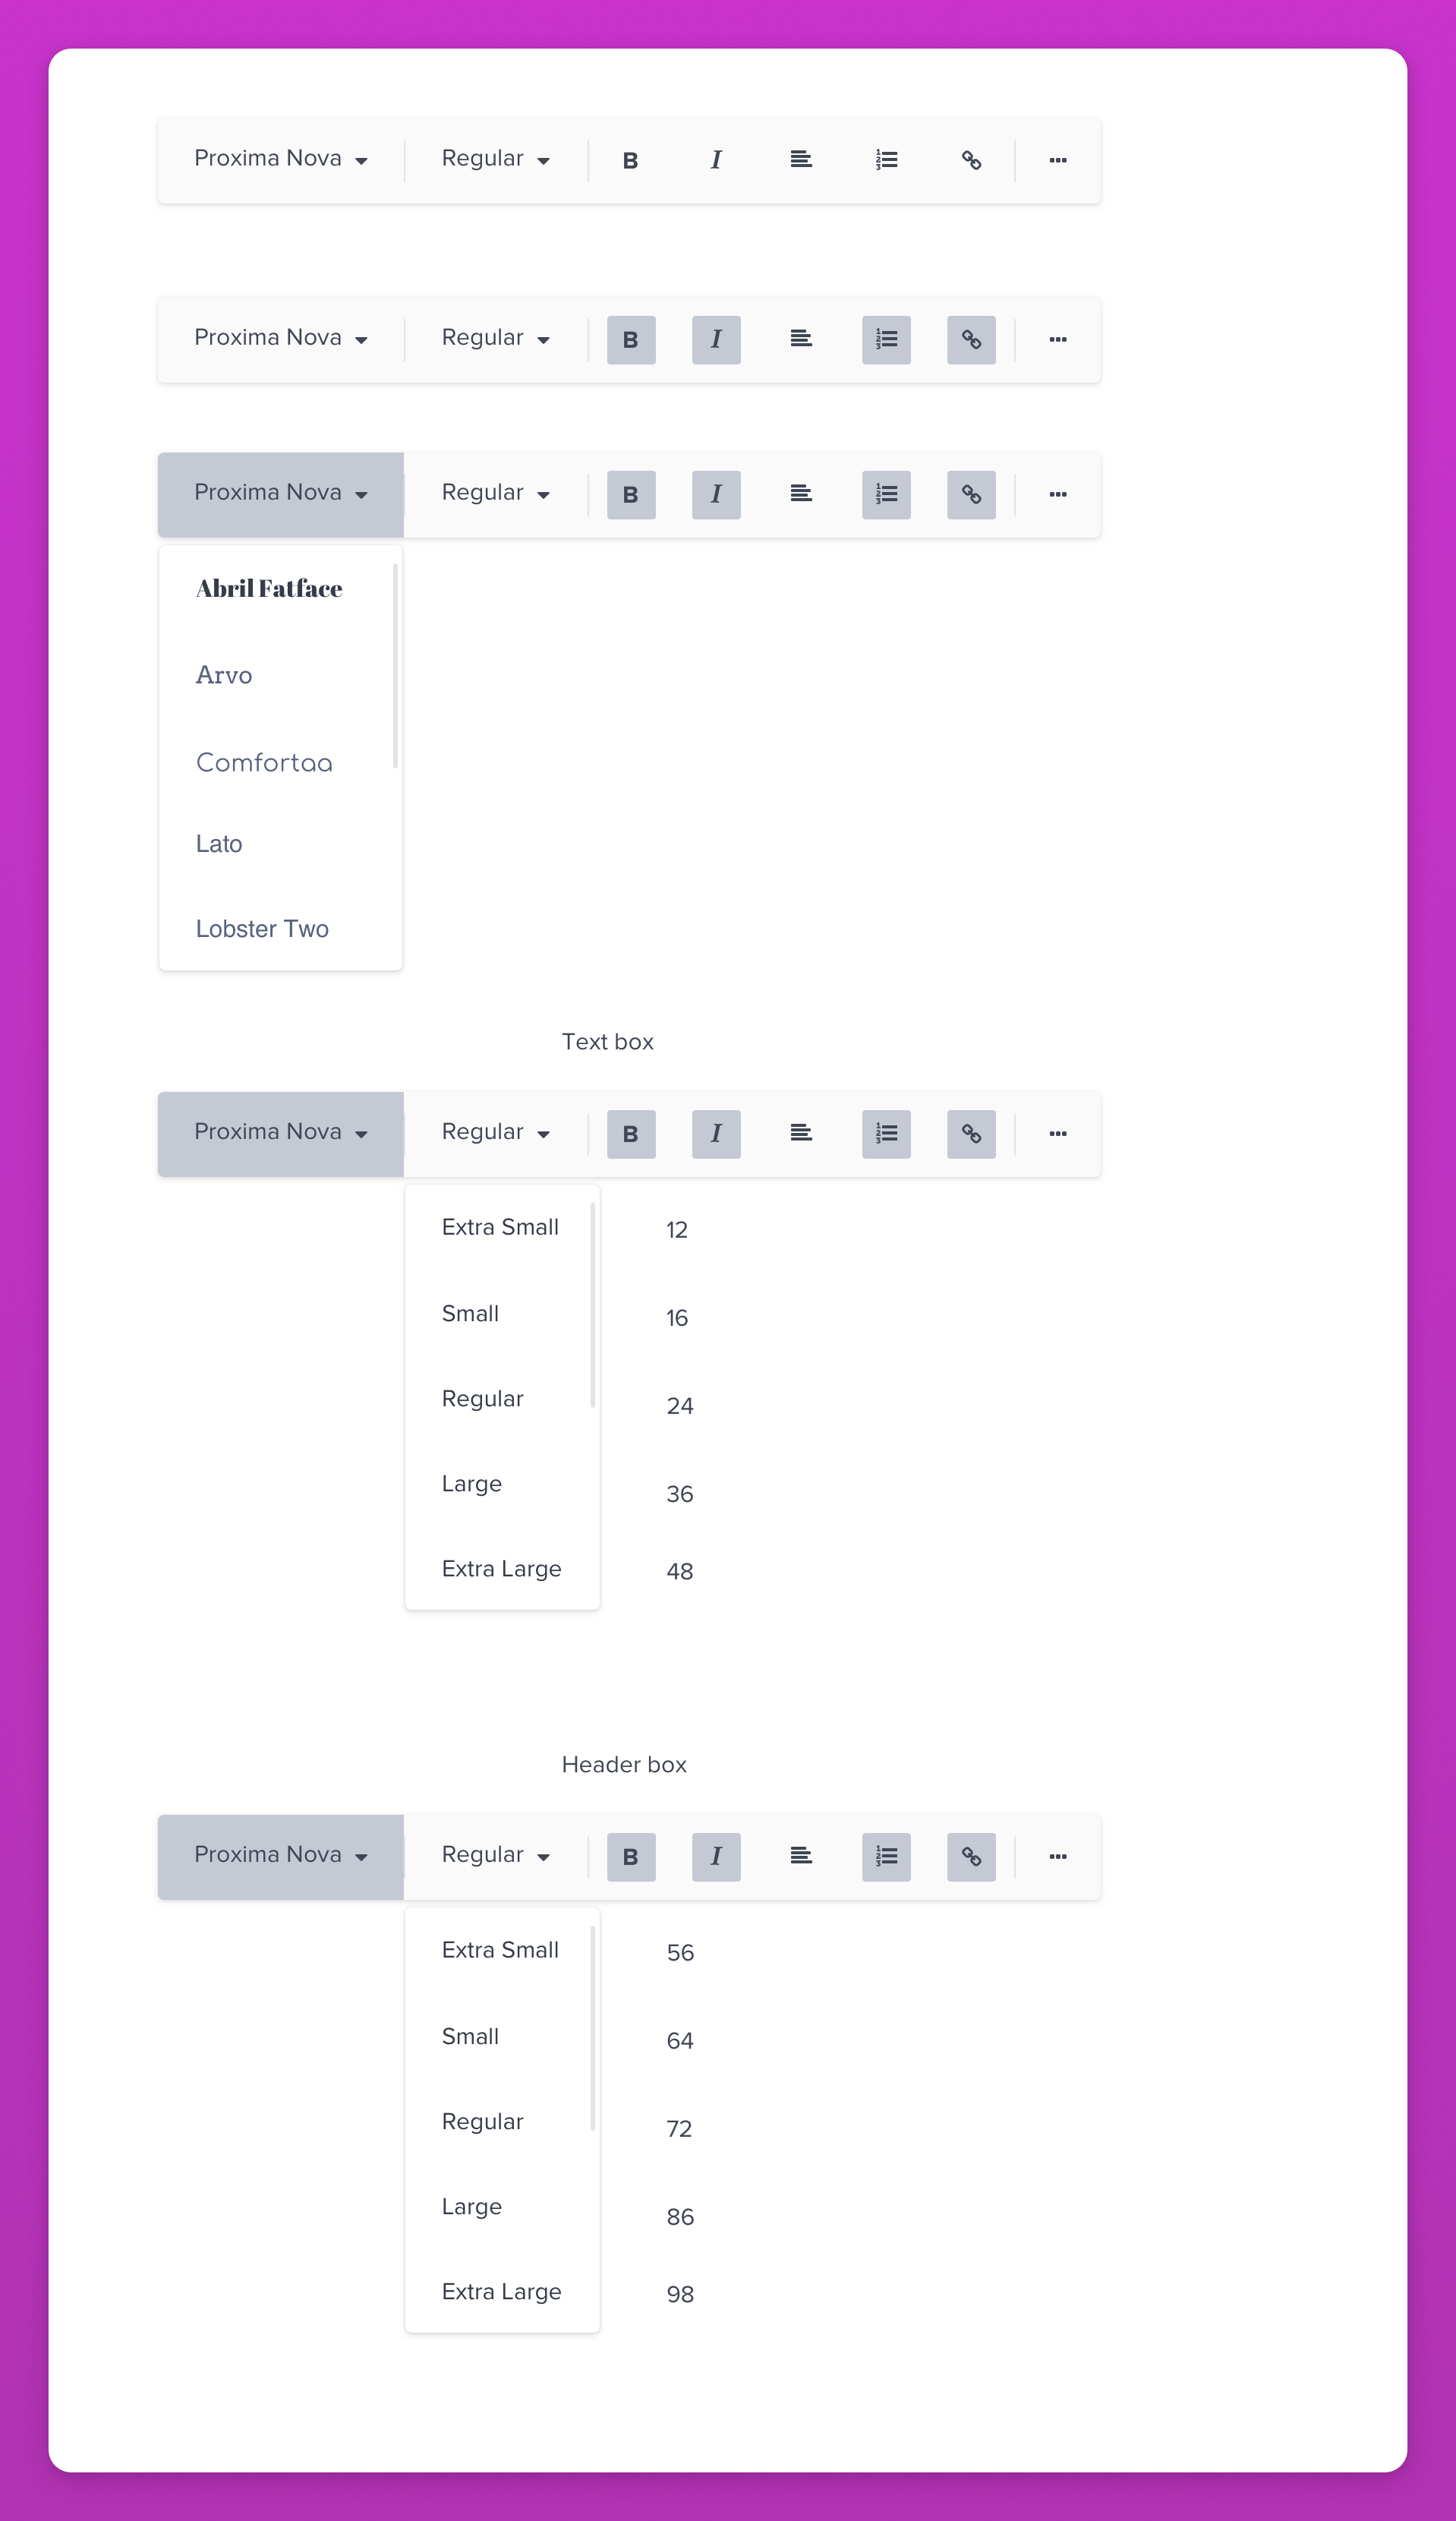 Proxima Nova Regular B I
Proxima Nova Regular B I
Proxima Nova Regular B I
Abril Fatface
Arvo
Comfortaa
Lato
Lobster Two
Text box
Proxima Nova Regular B I
Extra Small 12
Small 16
Regular 24
Large 36
Extra Large 48
Header box
Proxima Nova Regular B I
Extra Small 56
Small 64
Regular 72
Large 86
Extra Large 98